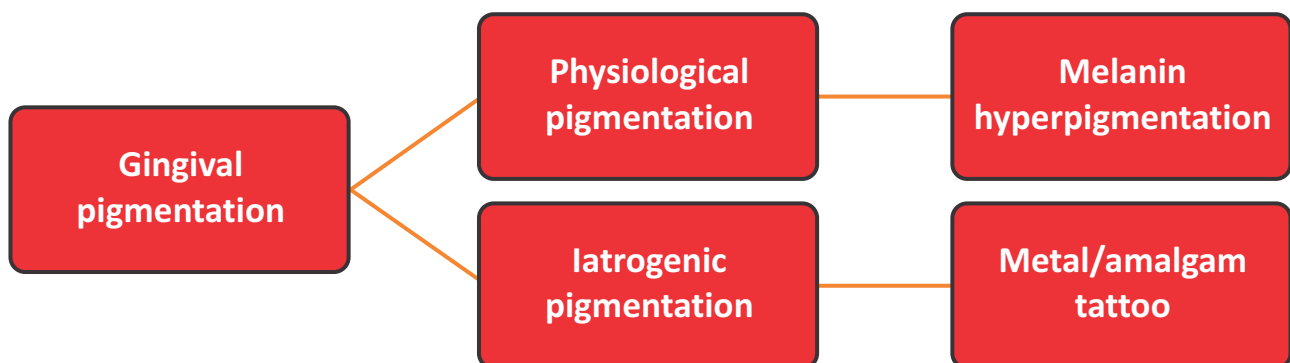 Gingival
pigmentation
Physiological
pigmentation
Melanin
hyperpigmentation
Iatrogenic
pigmentation
Metal/amalgam
tattoo